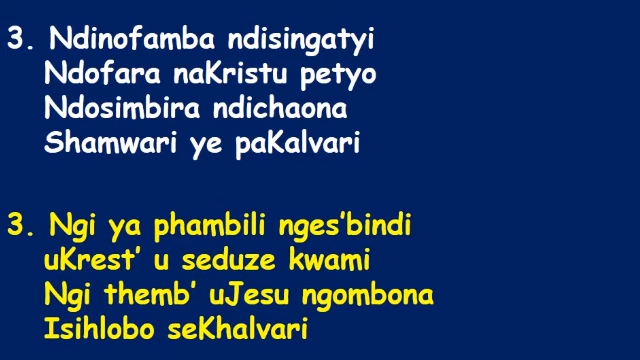 3. Ndinofamba ndisingatyi
Ndofara naKristu petyo
Ndosimbira ndichaona
Shamwari ye paKalvari
3. Ngi ya phambili nges'bindi
uKrest' u seduze kwami
Ngi themb' uJesu ngombona
Isihlobo seKhalvari